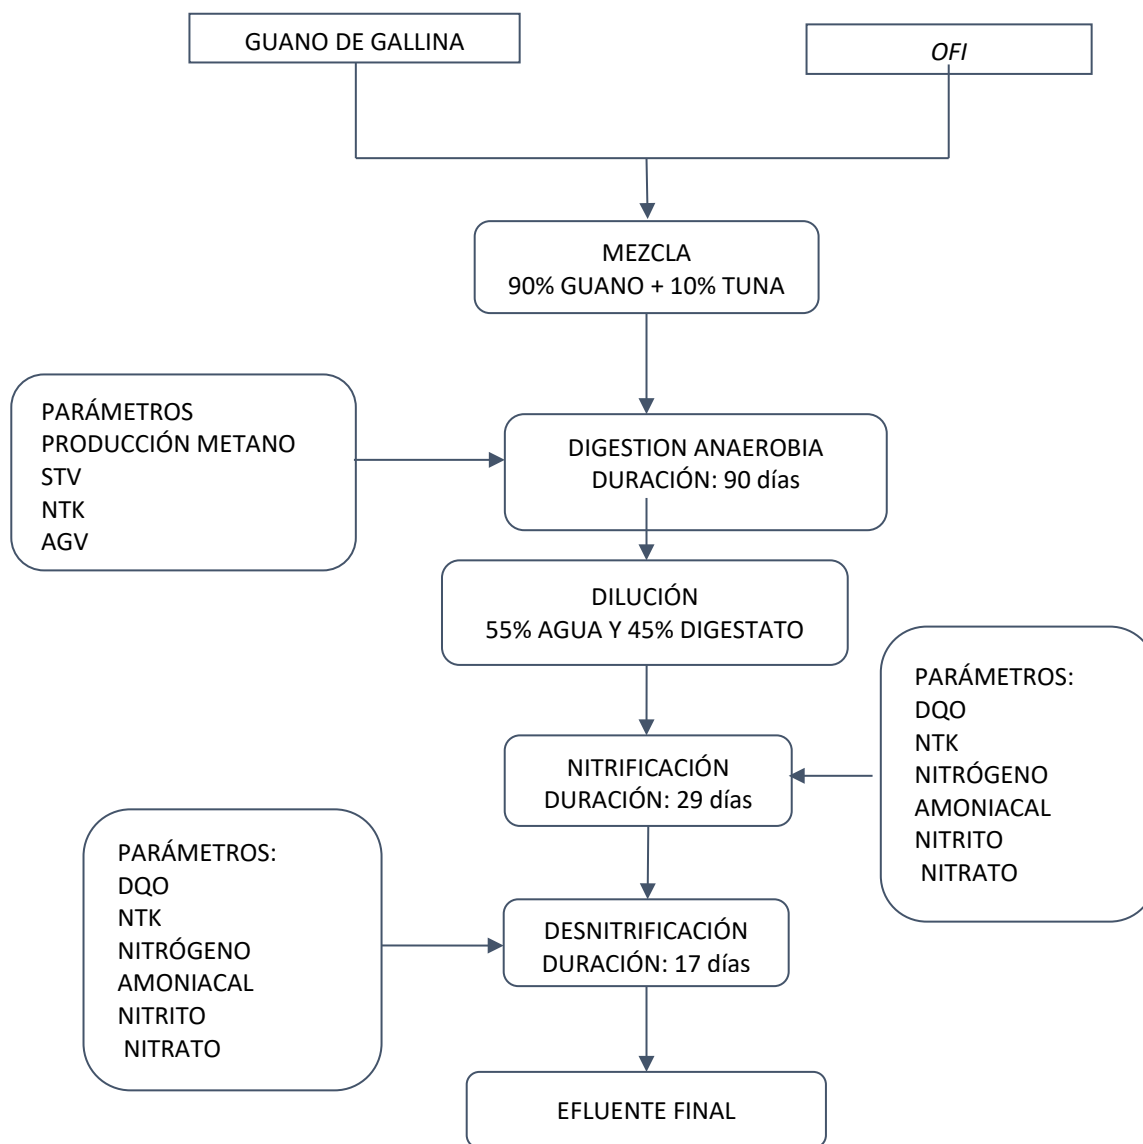 GUANO DE GALLINA
OFI
MEZCLA
90% GUANO + 10% TUNA
PARÁMETROS
PRODUCCIÓN METANO
STV
NTK
AGV
DIGESTION ANAEROBIA
DURACIÓN: 90 días
DILUCIÓN
55% AGUA Y 45% DIGESTATO
PARÁMETROS:
DQO
NTK
NITRÓGENO
AMONIACAL
NITRITO
NITRATO
NITRIFICACIÓN
DURACIÓN: 29 días
PARÁMETROS:
DQO
NTK
NITRÓGENO
AMONIACAL
NITRITO
NITRATO
DESNITRIFICACIÓN
DURACIÓN: 17 días
EFLUENTE FINAL